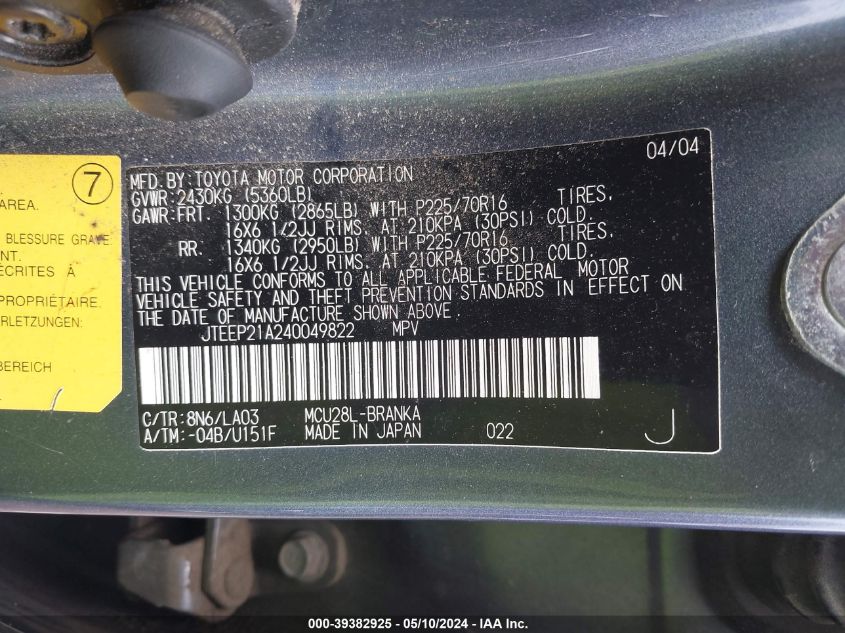 04/04
MFD.BY:TOYOTA MOTOR CORPORATION
GVWR:2430KG (5360LB)
GAWR:FRT. 1300KG (2865LB) WITH P225/70R16 TIRES,
16X6 1/2JJ RIMS, AT 210KPA (30PSI) COLD.
RR. 1340KG (2950LB) WITH P225/70R16 TIRES,
16X6 1/2JJ RIMS, AT 210KPA (30PSI) COLD.
THIS VEHICLE CONFORMS TO ALL APPLICABLE FEDERAL MOTOR
VEHICLE SAFETY AND THEFT PREVENTION STANDARDS IN EFFECT ON
THE DATE OF MANUFACTURE SHOWN ABOVE.
JTEEP21A240049822 MPV
C/TR:8N6/LA03 MCU28L-BRANKA
A/TM:-04B/U151F MADE IN JAPAN 022 J
7
AREA.
BLESSURE GRAVE
ENT.
ÉCRITES À
PROPRIÉTAIRE.
RLETZUNGEN:
BEREICH
000-39382925 - 05/10/2024 - IAA Inc.